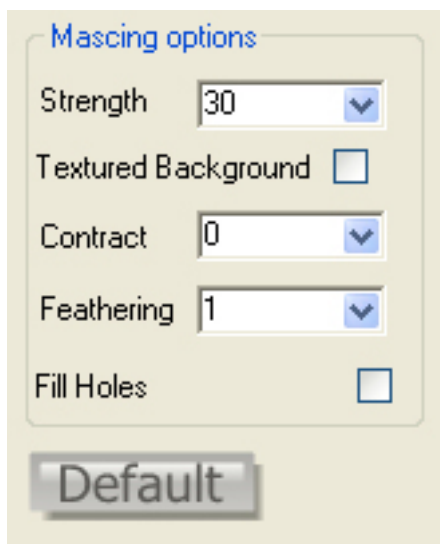 Mascing options
Strength 30
Textured Background
Contract 0
Feathering 1
Fill Holes
Default